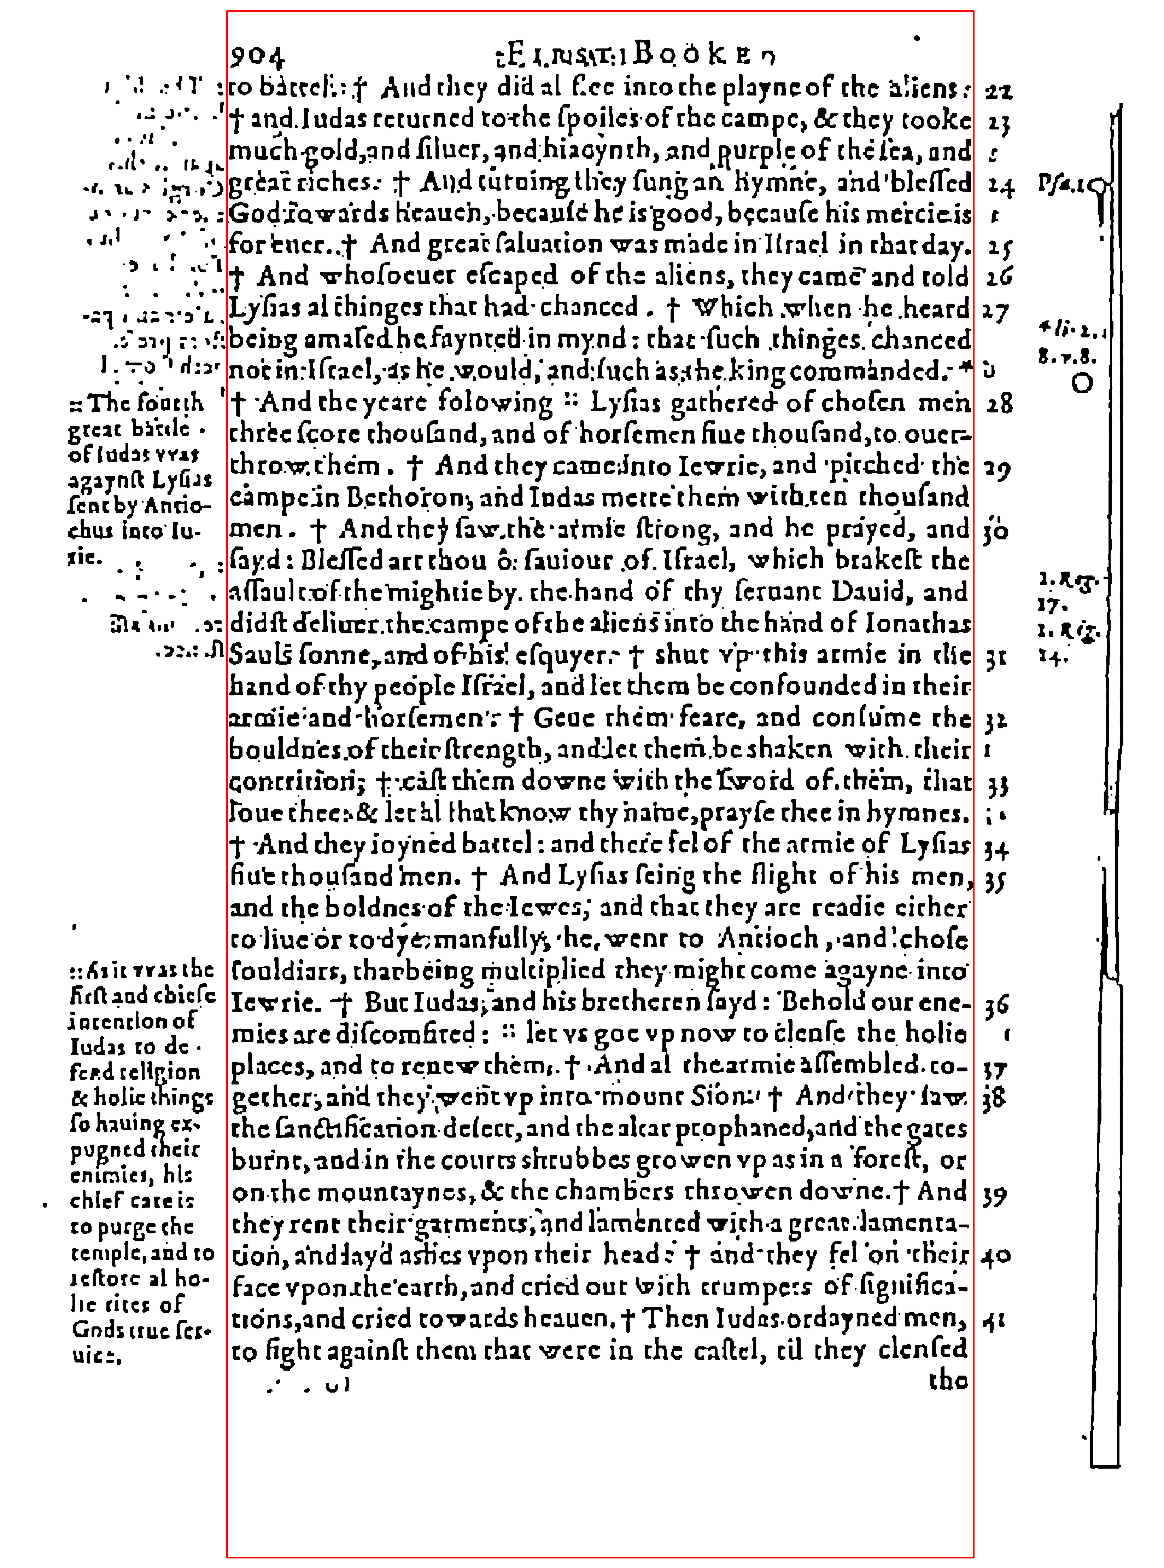 904 FIRST BOOKE
to battel: † And they did al flee into the playne of the aliens: 22
† and Iudas returned to the spoiles of the campe, & they tooke 23
much gold, and siluer, and hiacynth, and purple of the sea, and
great riches. † And turning they sung an hymne, and blessed 24
God towards heauen, because he is good, because his mercie is
for euer. † And great saluation was made in Israel in that day. 25
† And whosoeuer escaped of the aliens, they came and told 26
Lysias al thinges that had chanced. † Which when he heard 27
being amased he faynted in mynd: that such thinges chanced
not in Israel, as he would, and such as the king commanded. *
† And the yeare folowing :: Lysias gathered of chosen men 28
three score thousand, and of horsemen fiue thousand, to ouer-
throw them. † And they came into Iewrie, and pitched the 29
campe in Bethoron, and Iudas mette them with ten thousand
men. † And they saw the armie strong, and he prayed, and 30
sayd: Blessed art thou ô sauiour of Israel, which brakest the
assault of the mightie by the hand of thy seruant Dauid, and
didst deliuer the campe of the aliens into the hand of Ionathas
Sauls sonne, and of his esquyer. † shut vp this armie in the 31
hand of thy people Israel, and let them be confounded in their
armie and horsemen. † Geue them feare, and consume the 32
bouldnes of their strength, and let them be shaken with their
contrition; † cast them downe with the sword of them, that 33
loue thee: & let al that know thy name, prayse thee in hymnes.
† And they ioyned battel: and there fel of the armie of Lysias 34
fiue thousand men. † And Lysias seing the flight of his men, 35
and the boldnes of the Iewes, and that they are readie either
to liue or to dye manfully, he went to Antioch, and chose
souldiars, that being multiplied they might come agayne into
Iewrie. † But Iudas, and his bretheren sayd: Behold our ene- 36
mies are discomfited: :: let vs goe vp now to clense the holie
places, and to renew them. † And al the armie assembled to- 37
gether, and they went vp into mount Sion. † And they saw 38
the sanctification desert, and the altar prophaned, and the gates
burnt, and in the courts shrubbes growen vp as in a forest, or
on the mountaynes, & the chambers throwen downe. † And 39
they rent their garments, and lamented with a great lamenta-
tion, and layd ashes vpon their head: † and they fel on their 40
face vpon the earth, and cried out with trumpets of significa-
tions, and cried towards heauen. † Then Iudas ordayned men, 41
to fight against them that were in the castel, til they clensed
the
:: The fourth
great battle
of Iudas vvas
agaynst Lysias
sent by Antio-
chus into Iu-
rie.
:: As it vvas the
first and chiefe
intention of
Iudas to de-
fend religion
& holie things
so hauing ex-
pugned their
enimies, his
chief care is
to purge the
temple, and to
restore al ho-
lie rites of
Gods true ser-
uice.
* li. 2.
8. v. 8.
1. Reg.
17.
1. Reg.
14.